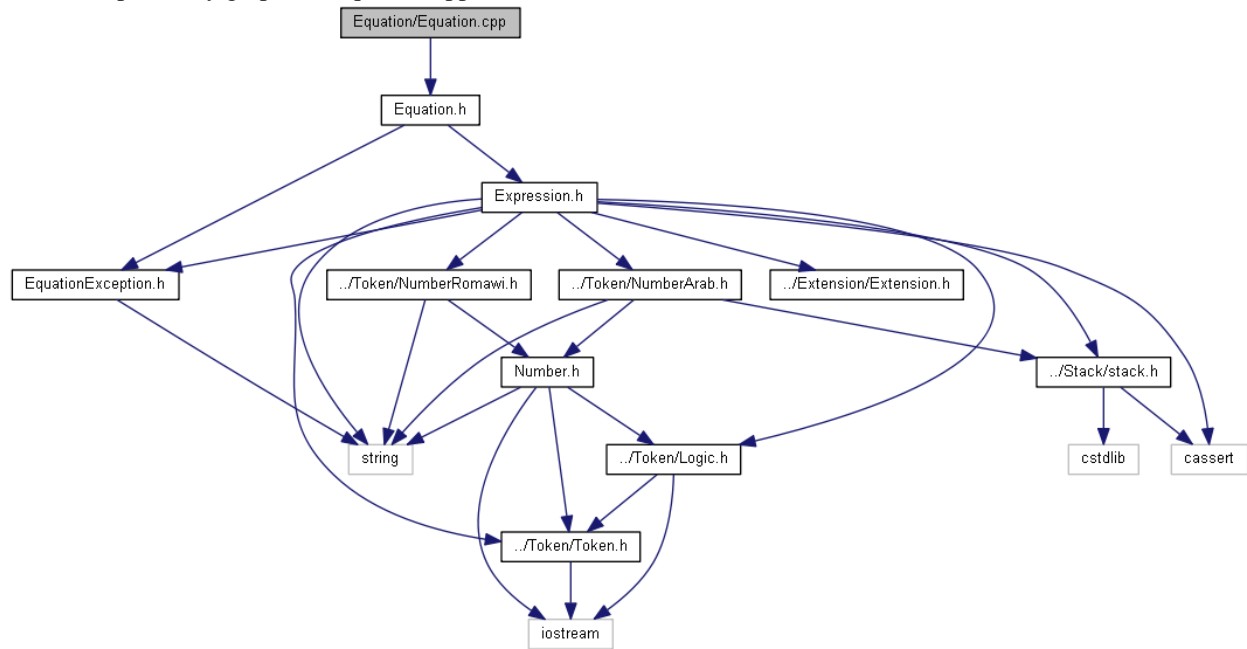 Equation/Equation.cpp
Equation.h
Expression.h
EquationException.h
../Token/NumberRomawi.h
../Token/NumberArab.h
../Extension/Extension.h
Number.h
../Stack/stack.h
string
../Token/Logic.h
cstdlib
cassert
../Token/Token.h
iostream